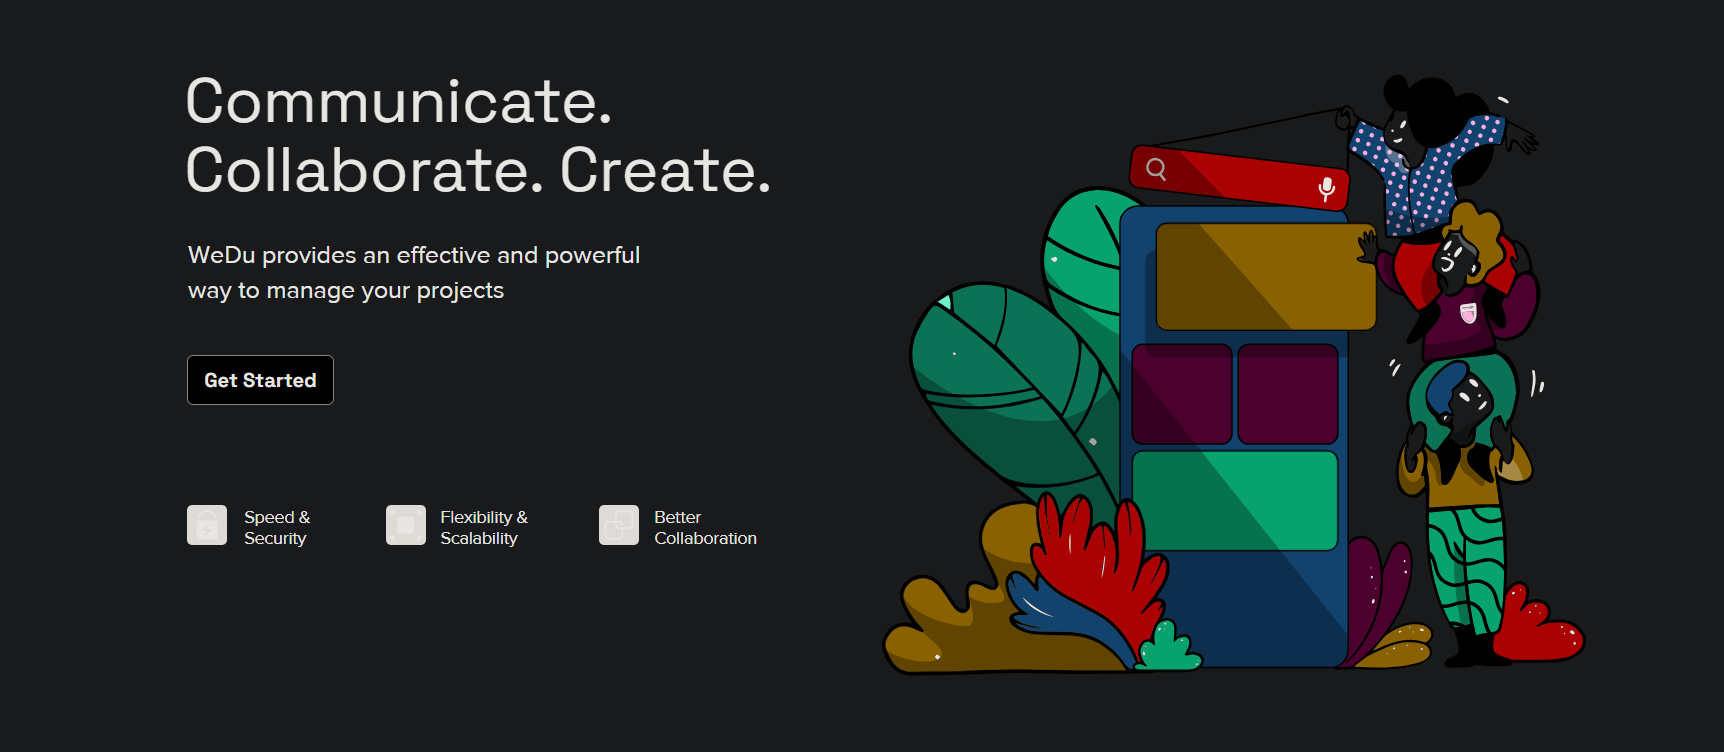 Communicate.
Collaborate. Create.
WeDu provides an effective and powerful
way to manage your projects
Get Started
Speed &
Security
Flexibility &
Scalability
Better
Collaboration